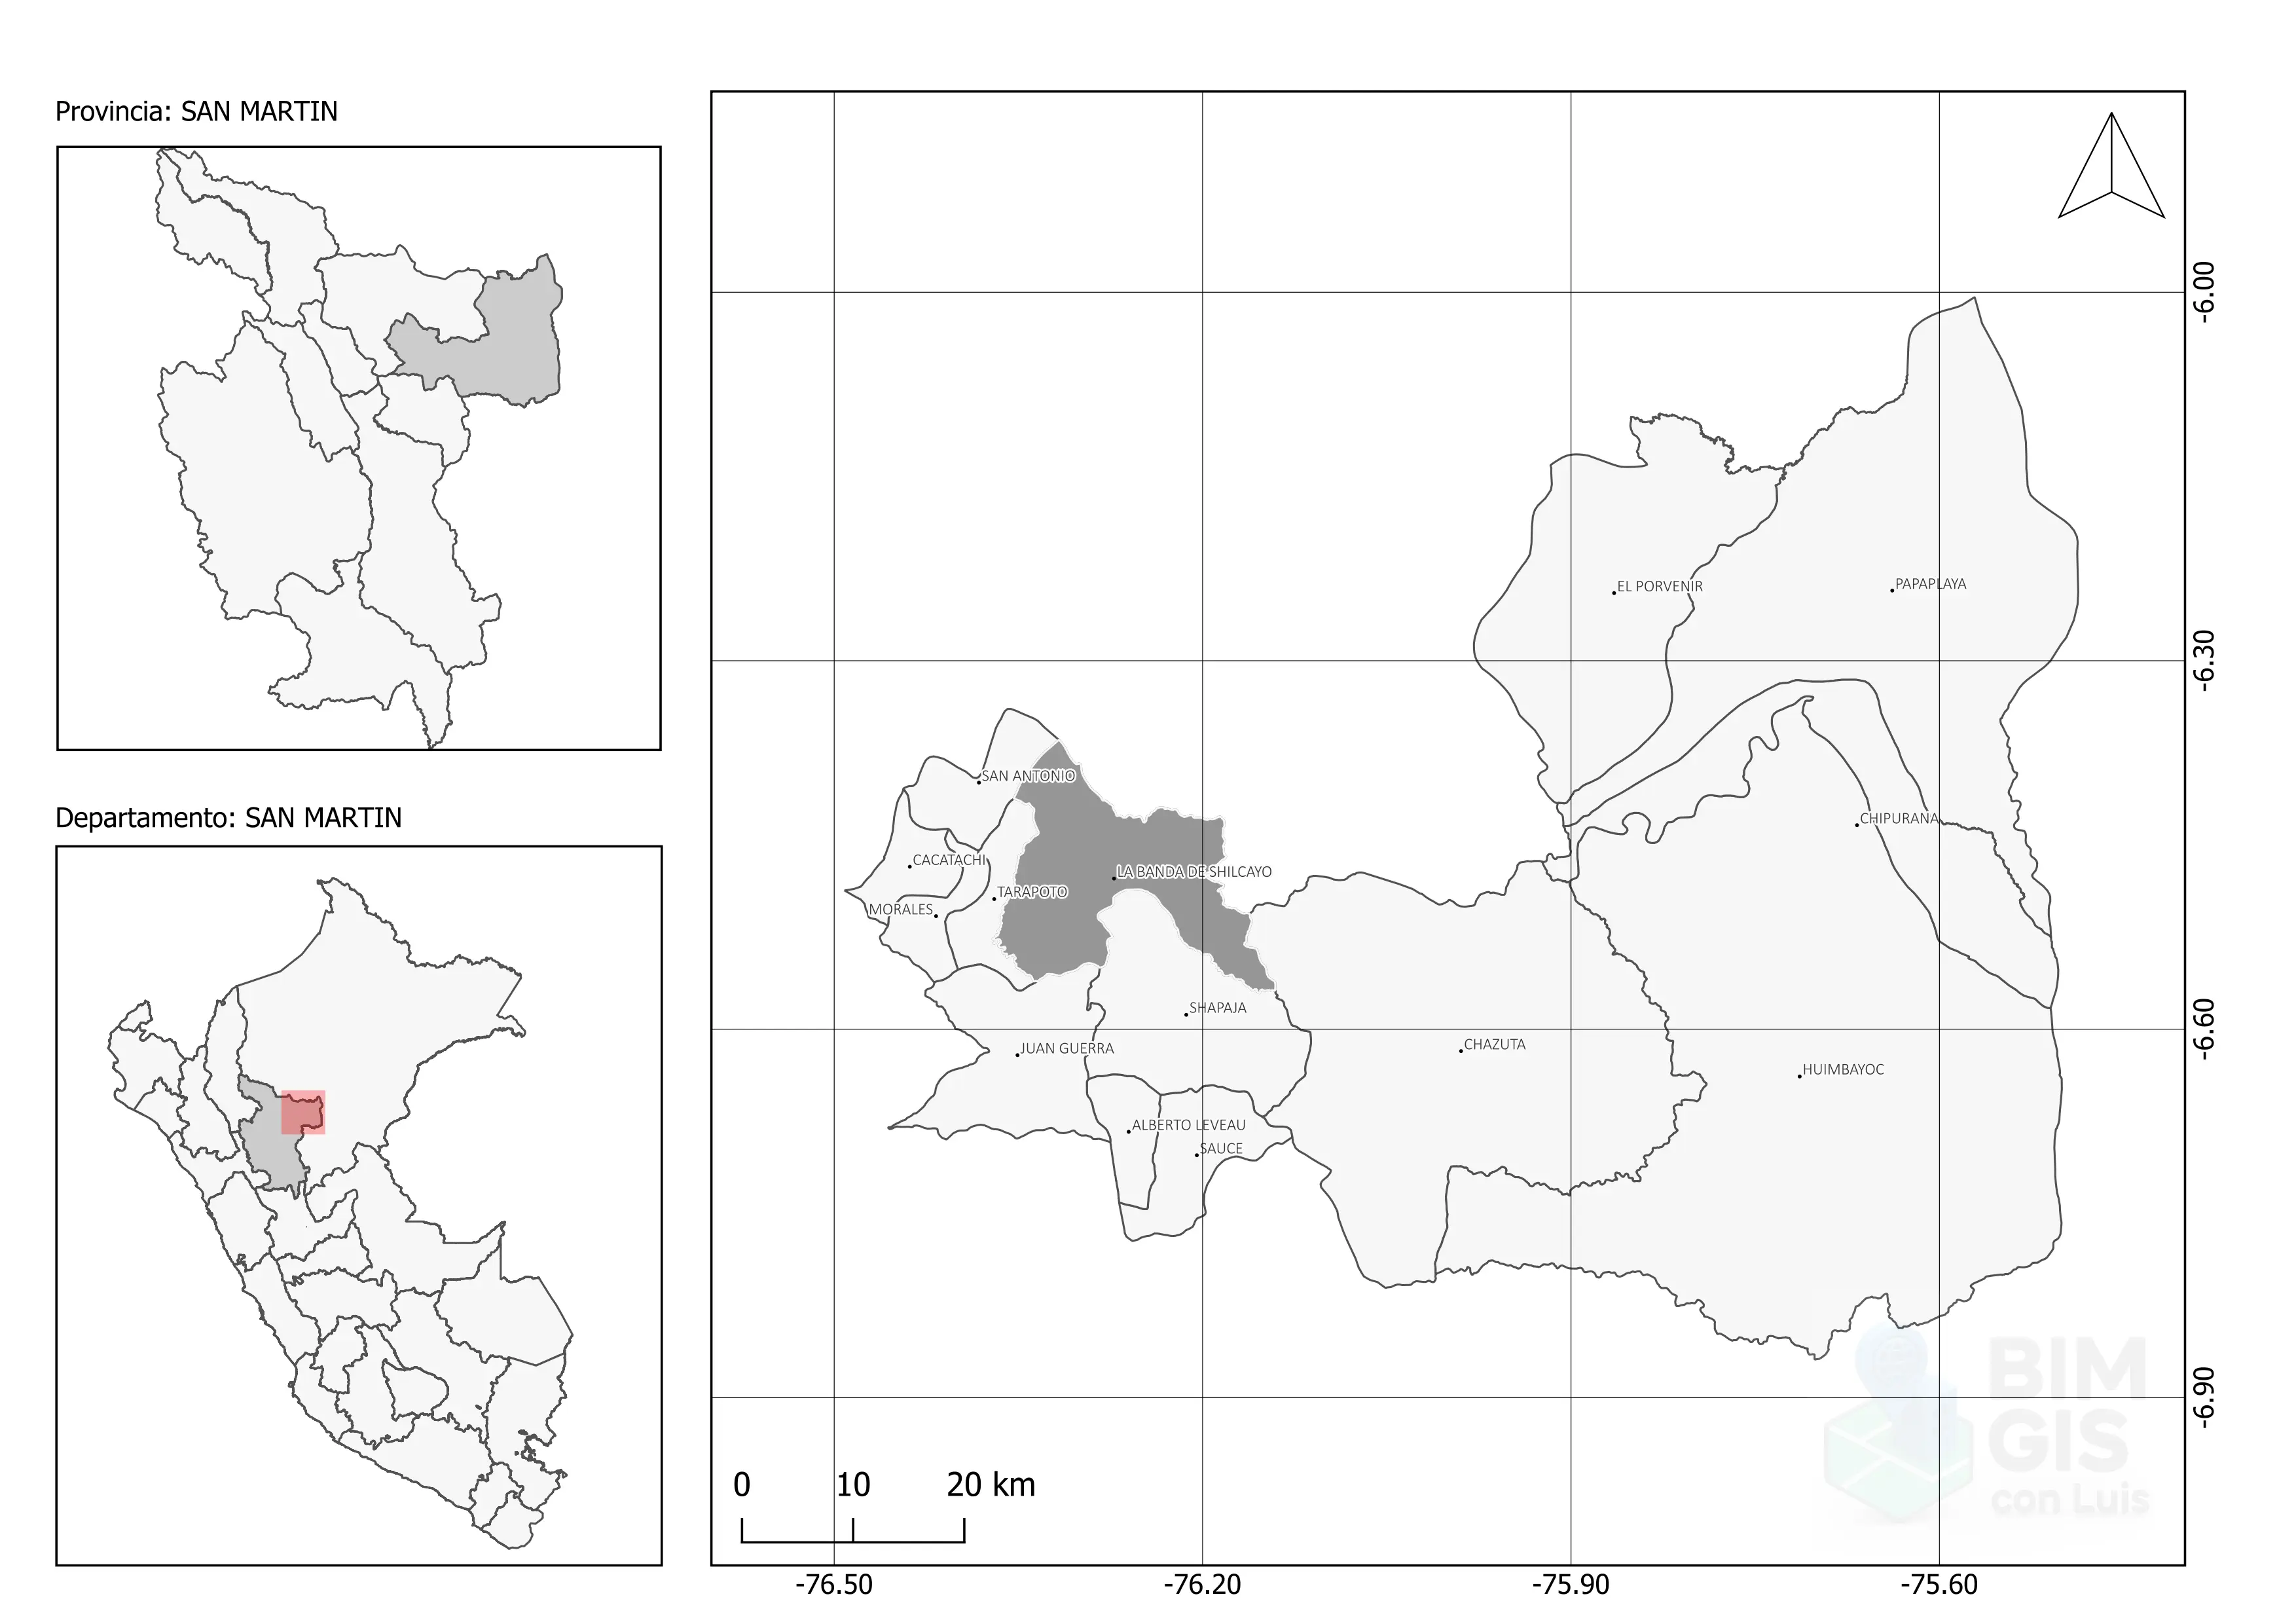 Provincia: SAN MARTIN
Departamento: SAN MARTIN
-6.00
-6.30
-6.60
-6.90
EL PORVENIR
PAPAPLAYA
SAN ANTONIO
CHIPURANA
CACATACHI
LA BANDA DE SHILCAYO
TARAPOTO
MORALES
SHAPAJA
CHAZUTA
JUAN GUERRA
HUIMBAYOC
ALBERTO LEVEAU
SAUCE
BIM
GIS
con Luis
0 10 20 km
-76.50 -76.20 -75.90 -75.60